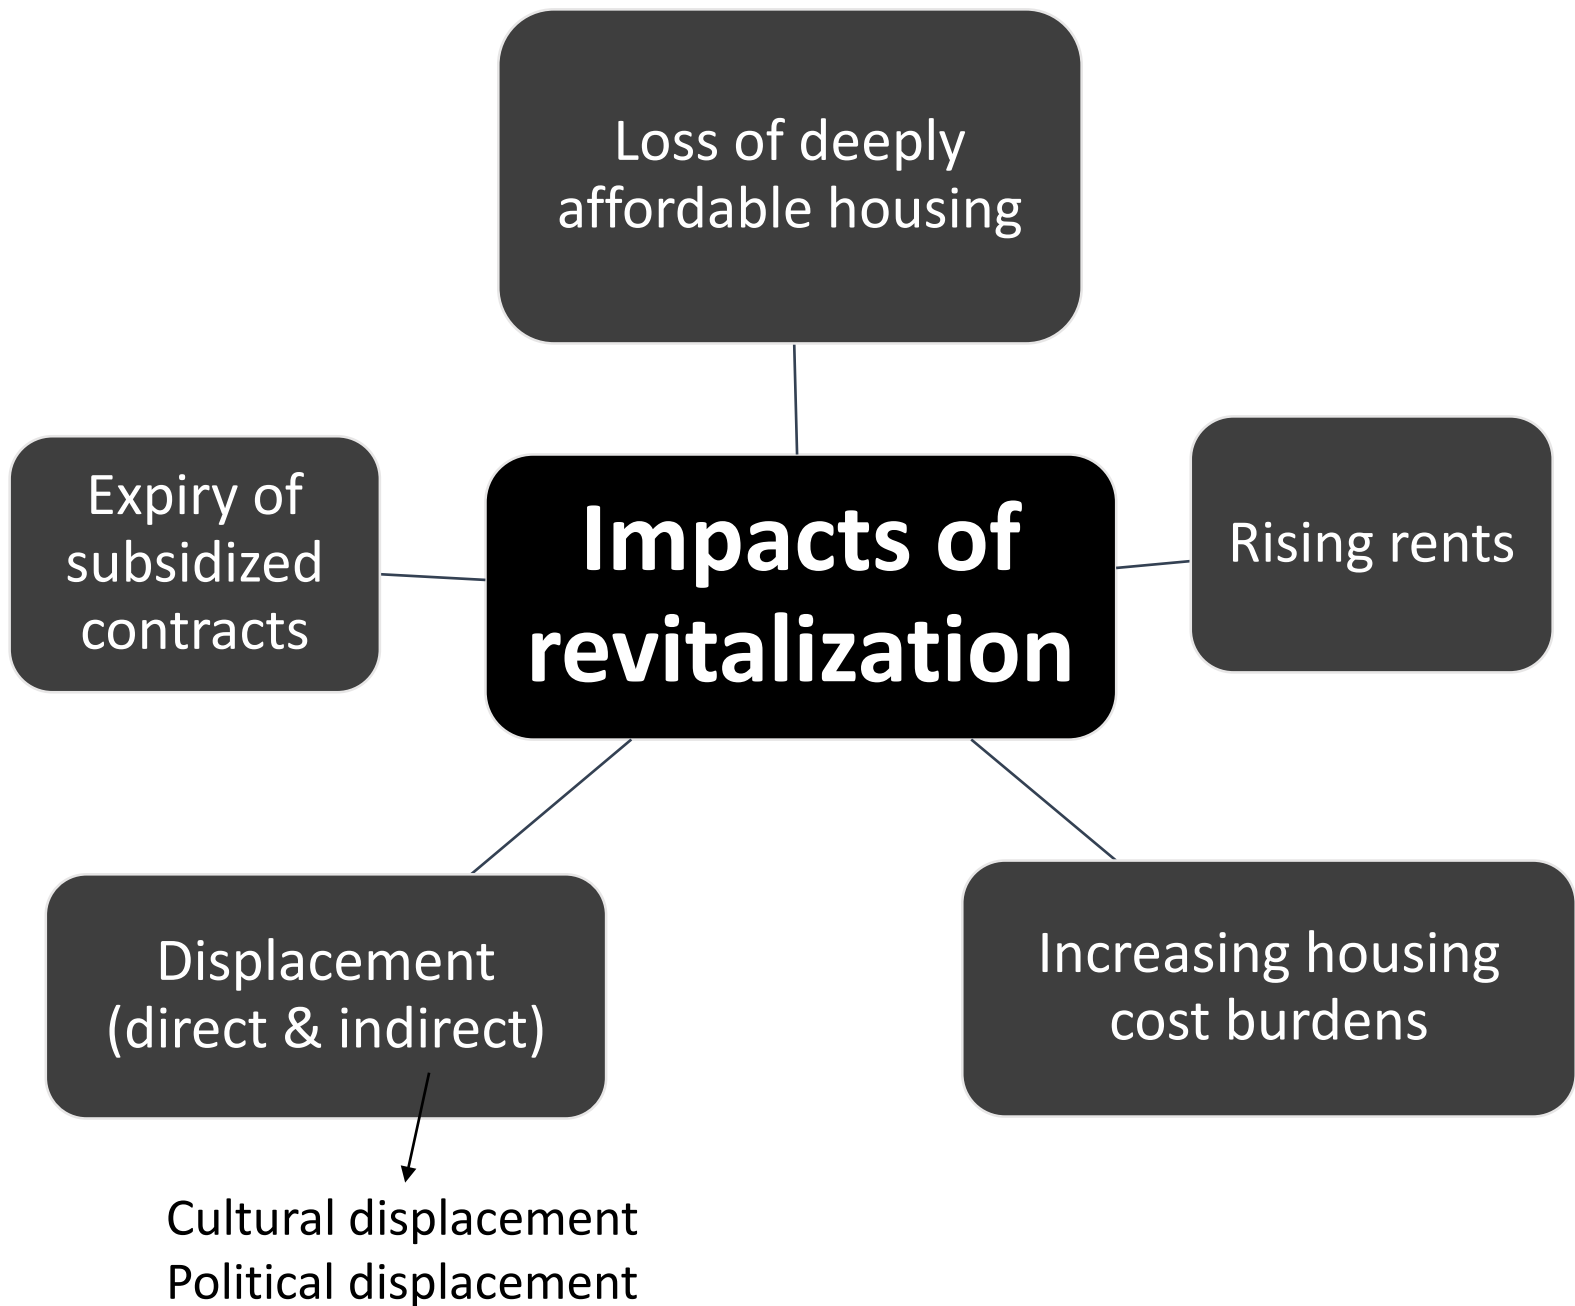 Loss of deeply
affordable housing
Expiry of
subsidized
contracts
Impacts of
revitalization
Rising rents
Displacement
(direct & indirect)
Increasing housing
cost burdens
Cultural displacement
Political displacement